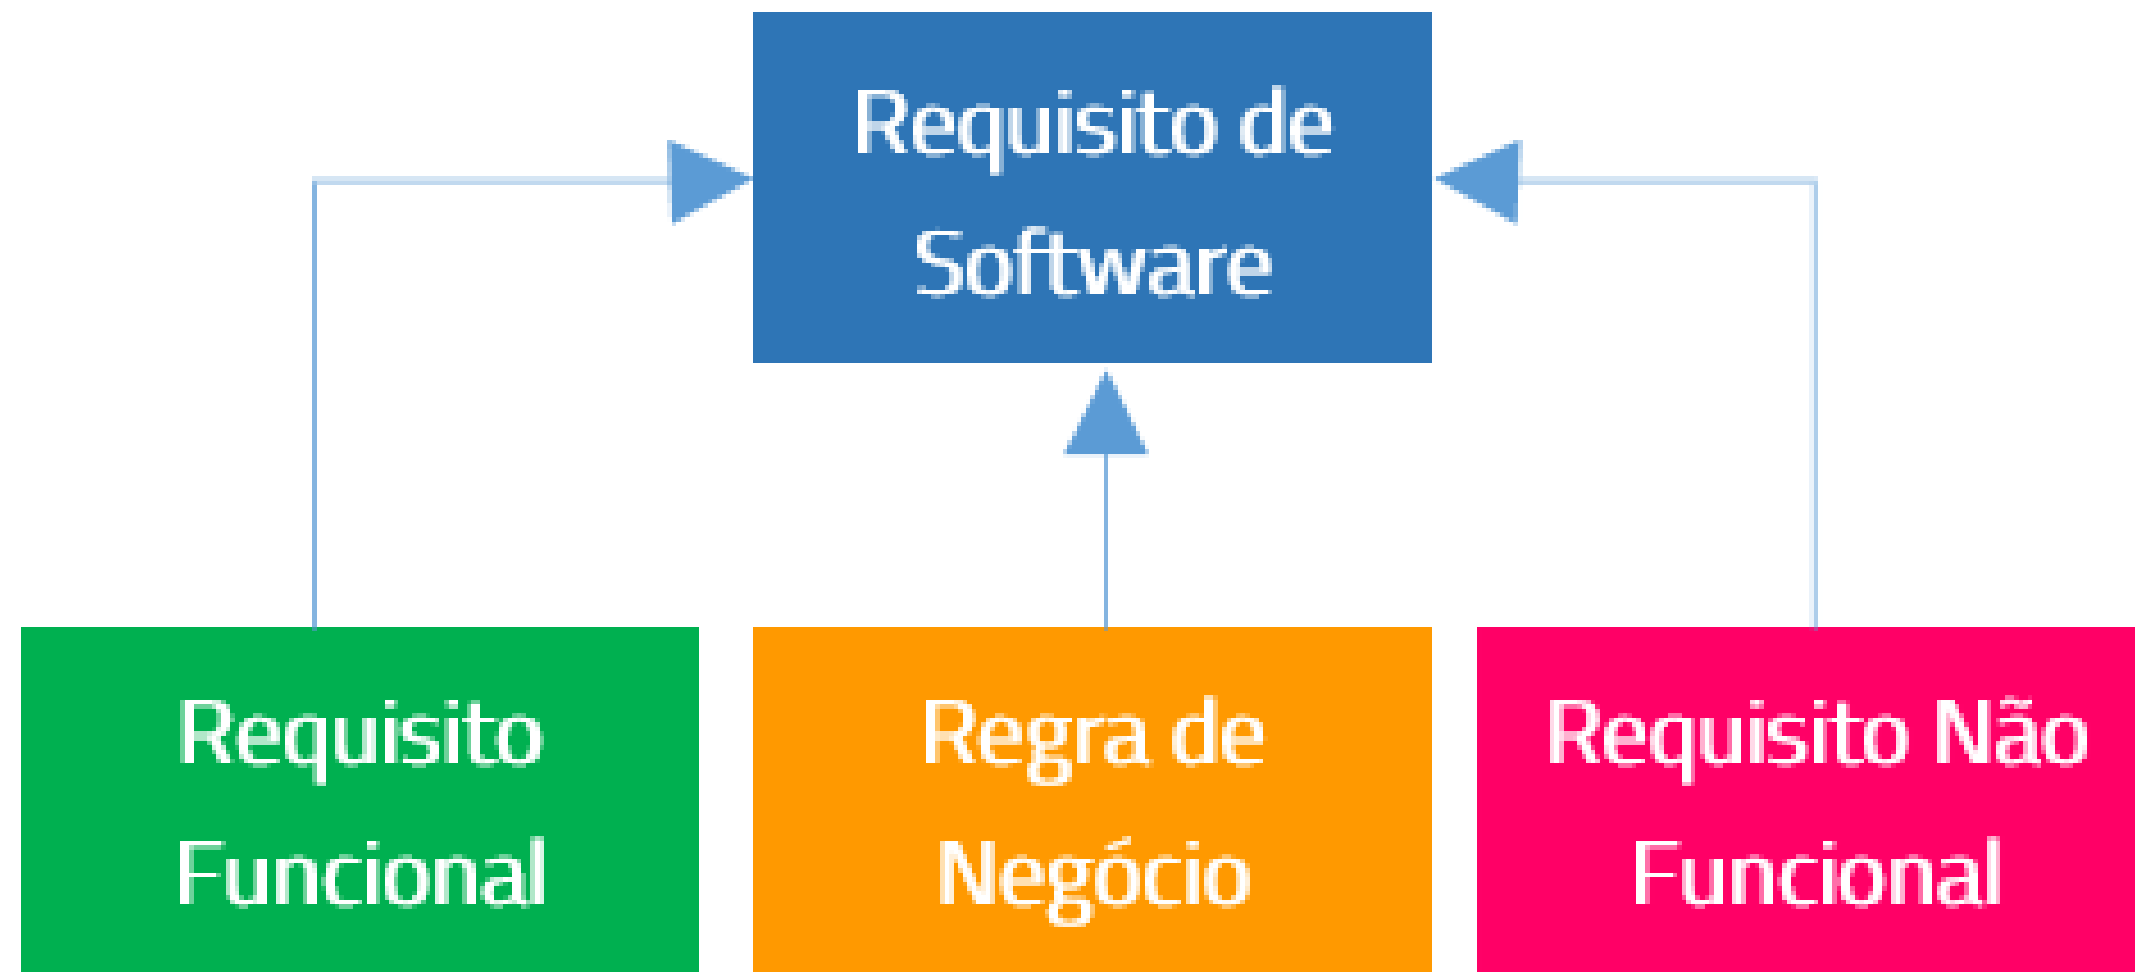 Requisito de
Software
Requisito
Funcional
Regra de
Negócio
Requisito Não
Funcional